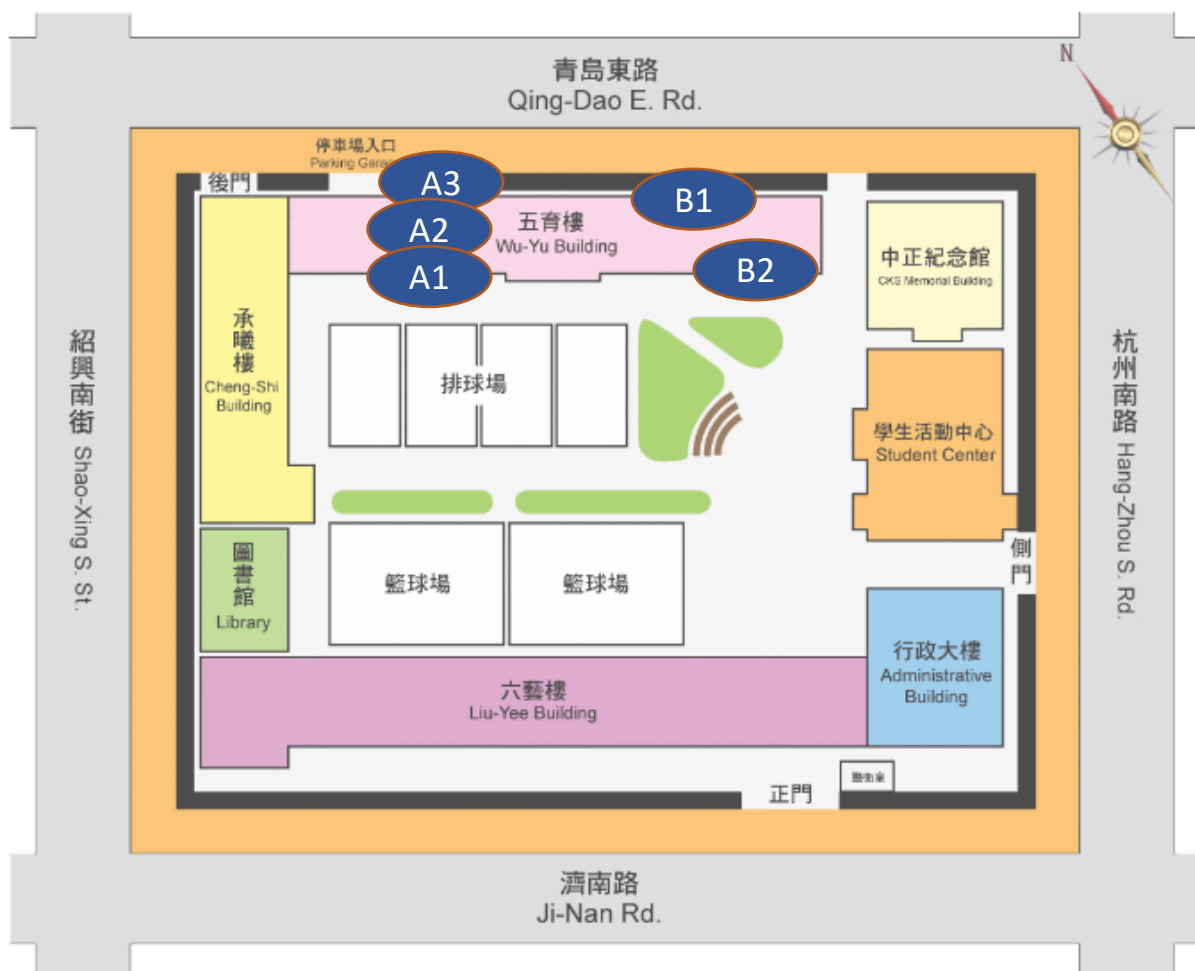 青島東路
Qing-Dao E. Rd.
N
停車場入口
Parking Gara
後門
A3
B1
A2
五育樓
Wu-Yu Building
A1
B2
中正紀念館
CKS Memorial Building
承曦樓
Cheng-Shi
Building
紹興南街 Shao-Xing S. St.
排球場
杭州南路 Hang-Zhou S. Rd.
學生活動中心
Student Center
圖書館
Library
籃球場
籃球場
側門
行政大樓
Administrative
Building
六藝樓
Liu-Yee Building
警衛室
正門
濟南路
Ji-Nan Rd.